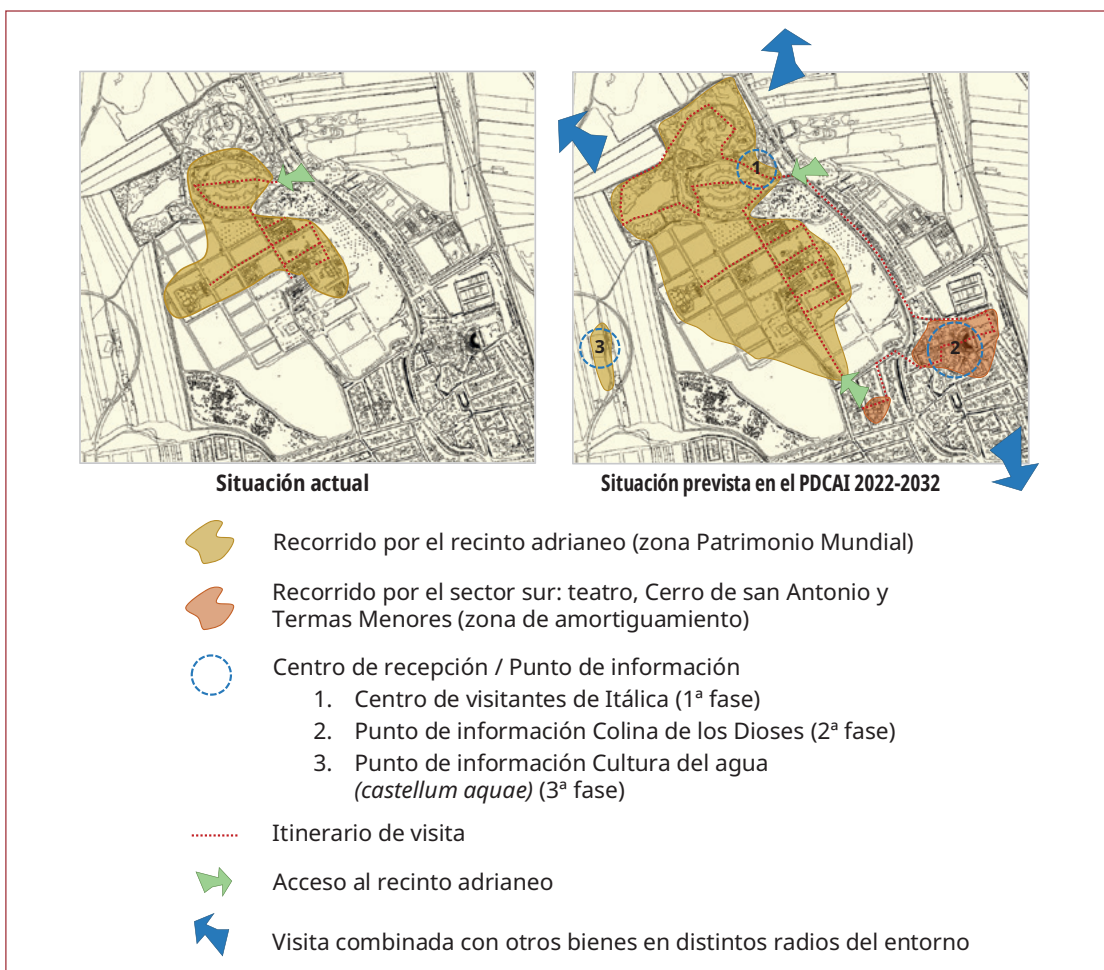 1
3
2
Situación actual
Situación prevista en el PDCAI 2022-2032
Recorrido por el recinto adrianeo (zona Patrimonio Mundial)
Recorrido por el sector sur: teatro, Cerro de san Antonio y
Termas Menores (zona de amortiguamiento)
Centro de recepción / Punto de información
1. Centro de visitantes de Itálica (1ª fase)
2. Punto de información Colina de los Dioses (2ª fase)
3. Punto de información Cultura del agua
(castellum aquae) (3ª fase)
Itinerario de visita
Acceso al recinto adrianeo
Visita combinada con otros bienes en distintos radios del entorno